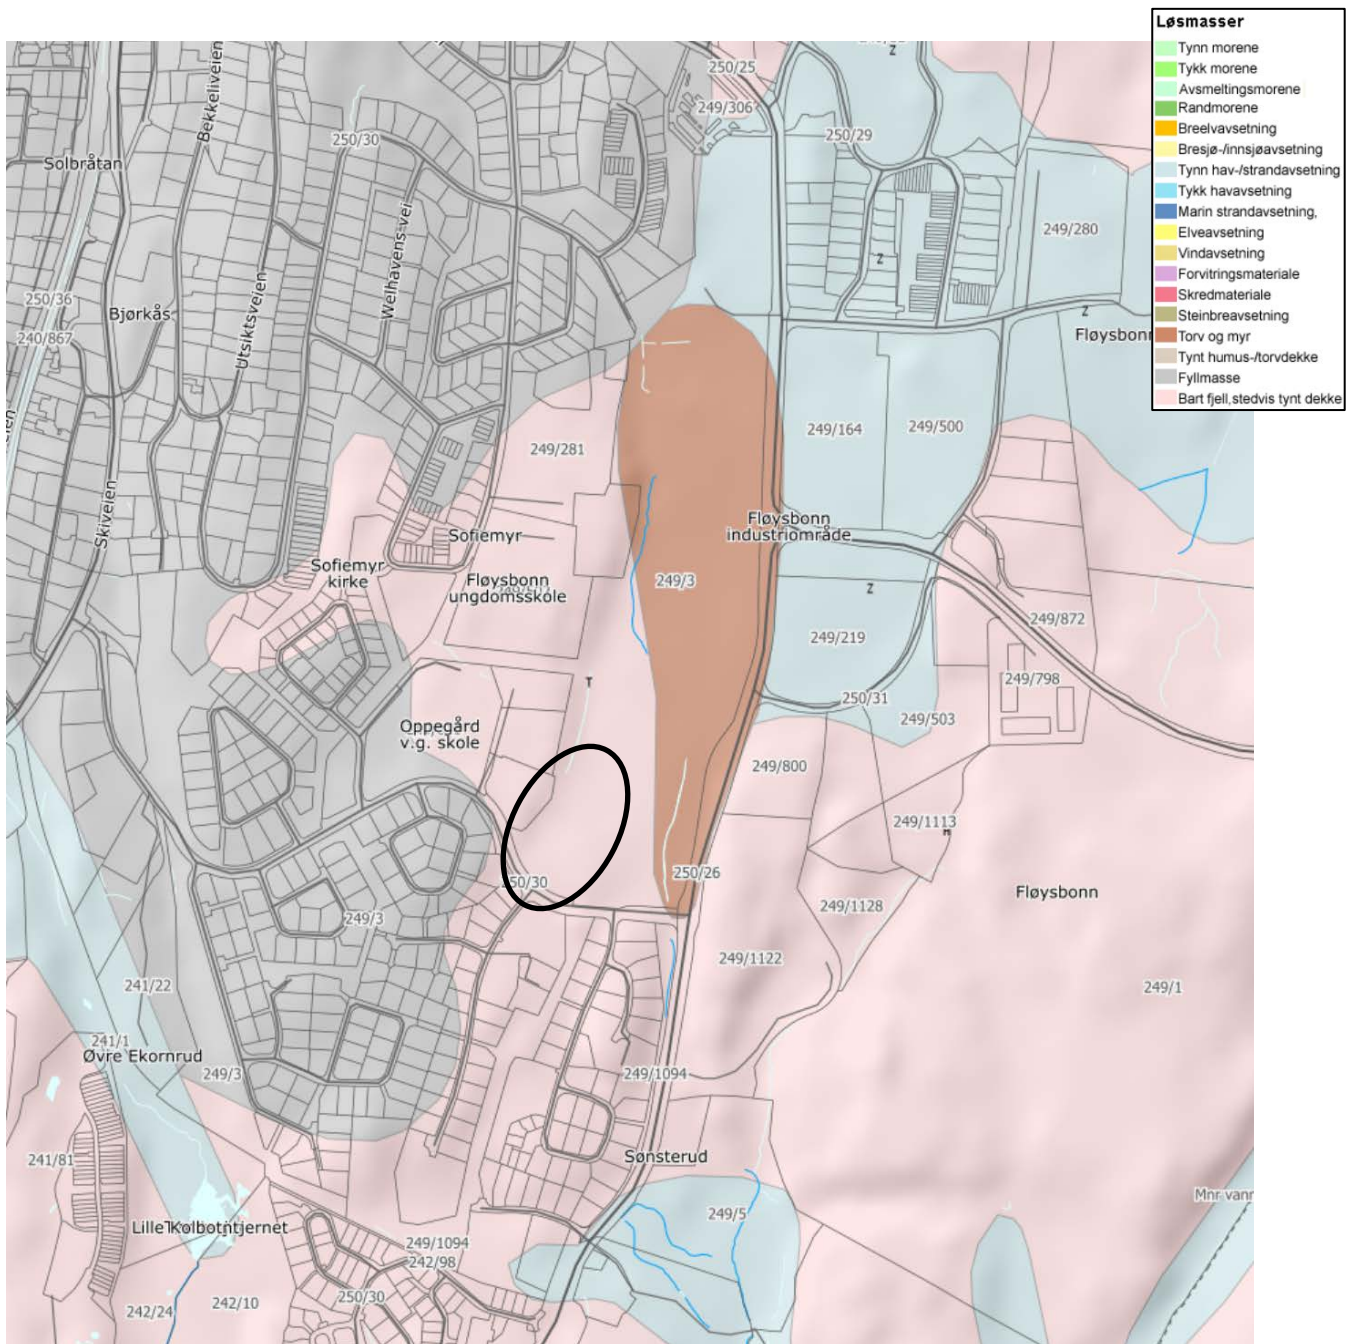 Løsmasser
Tynn morene
Tykk morene
Avsmeltingsmorene
Randmorene
Breelvavsetning
Bresjø-/innsjøavsetning
Tynn hav-/strandavsetning
Tykk havavsetning
Marin strandavsetning,
Elveavsetning
Vindavsetning
Forvitringsmateriale
Skredmateriale
Steinbreavsetning
Torv og myr
Tynt humus-/torvdekke
Fyllmasse
Bart fjell,stedvis tynt dekke
Z
250/25
249/306
250/29
Bekkeliveien
250/30
Solbråtan
Welhavens vei
249/280
Z
Utsiktsveien
250/36
Bjørkås
240/867
Z
Fløysbonn
249/281
249/164
249/500
Skiveien
Sofiemyr
Fløysbonn
industriområde
Sofiemyr
kirke
Fløysbonn
ungdomsskole
249/3
Z
249/872
249/219
249/798
T
250/31
249/503
Oppegård
v.g. skole
249/800
249/1113
M
250/30
250/26
Fløysbonn
249/3
249/1128
249/1122
241/22
249/1
241/1
Øvre Ekornrud
249/3
249/1094
241/81
Sønsterud
Mnr vann
249/5
Lille Kolbotntjernet
249/1094
242/98
250/30
242/24
242/10